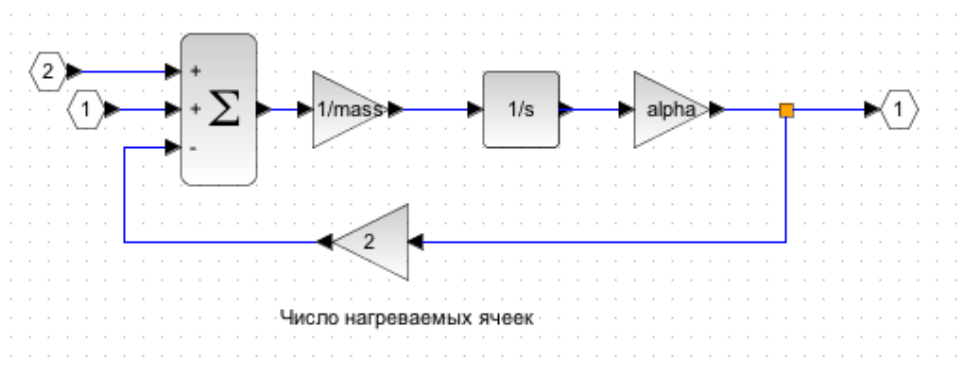 2
+
1
+
Σ
-
1/mass
1/s
alpha
1
2
Число нагреваемых ячеек